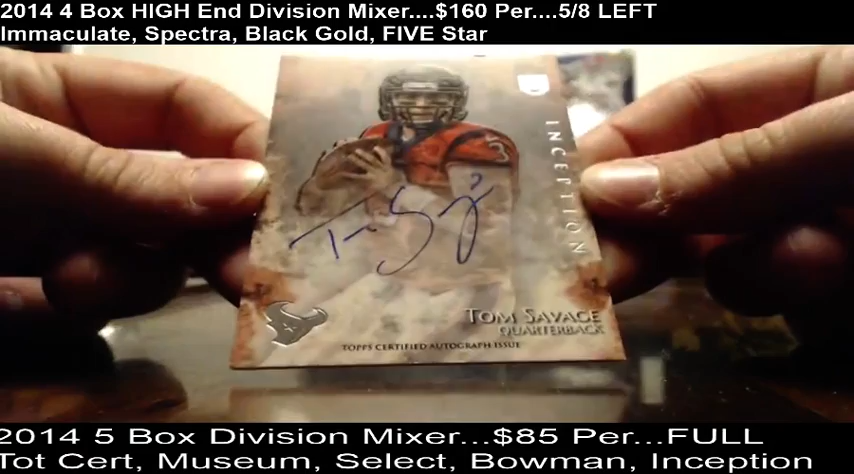 2014 4 Box HIGH End Division Mixer....$160 Per....5/8 LEFT
Immaculate, Spectra, Black Gold, FIVE Star
INCEPTION
3
TOM SAVAGE
QUARTERBACK
TOPPS CERTIFIED AUTOGRAPH ISSUE
2014 5 Box Division Mixer...$85 Per...FULL
Tot Cert, Museum, Select, Bowman, Inception